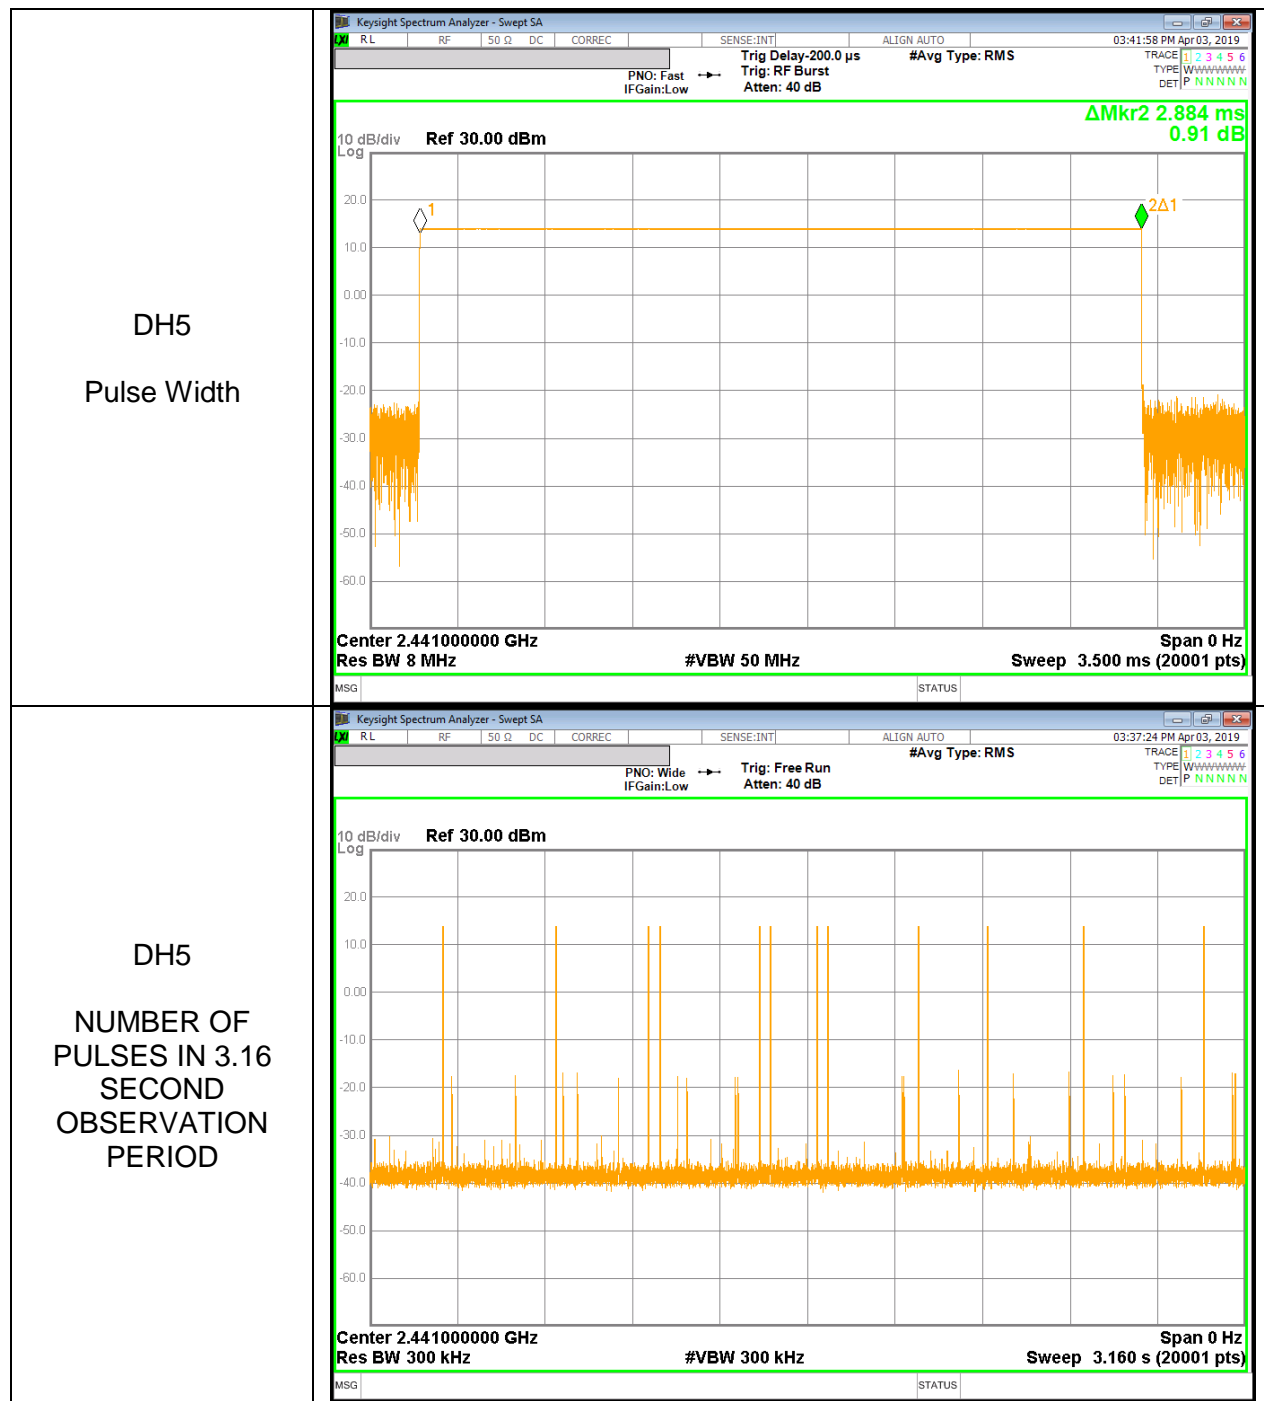 DH5
Pulse Width
Keysight Spectrum Analyzer - Swept SA
LXI RL RF 50 Ω DC CORREC SENSE:INT ALIGN AUTO 03:41:58 PM Apr 03, 2019
Trig Delay-200.0 µs #Avg Type: RMS TRACE 1 2 3 4 5 6
PNO: Fast Trig: RF Burst TYPE WWWWWW
IFGain:Low Atten: 40 dB DET P N N N N N
ΔMkr2 2.884 ms
0.91 dB
10 dB/div Ref 30.00 dBm
Log
20.0
1
2Δ1
10.0
0.00
-10.0
-20.0
-30.0
-40.0
-50.0
-60.0
Center 2.441000000 GHz Span 0 Hz
Res BW 8 MHz #VBW 50 MHz Sweep 3.500 ms (20001 pts)
MSG STATUS
DH5
NUMBER OF
PULSES IN 3.16
SECOND
OBSERVATION
PERIOD
Keysight Spectrum Analyzer - Swept SA
LXI RL RF 50 Ω DC CORREC SENSE:INT ALIGN AUTO 03:37:24 PM Apr 03, 2019
#Avg Type: RMS TRACE 1 2 3 4 5 6
PNO: Wide Trig: Free Run TYPE WWWWWW
IFGain:Low Atten: 40 dB DET P N N N N N
10 dB/div Ref 30.00 dBm
Log
20.0
10.0
0.00
-10.0
-20.0
-30.0
-40.0
-50.0
-60.0
Center 2.441000000 GHz Span 0 Hz
Res BW 300 kHz #VBW 300 kHz Sweep 3.160 s (20001 pts)
MSG STATUS